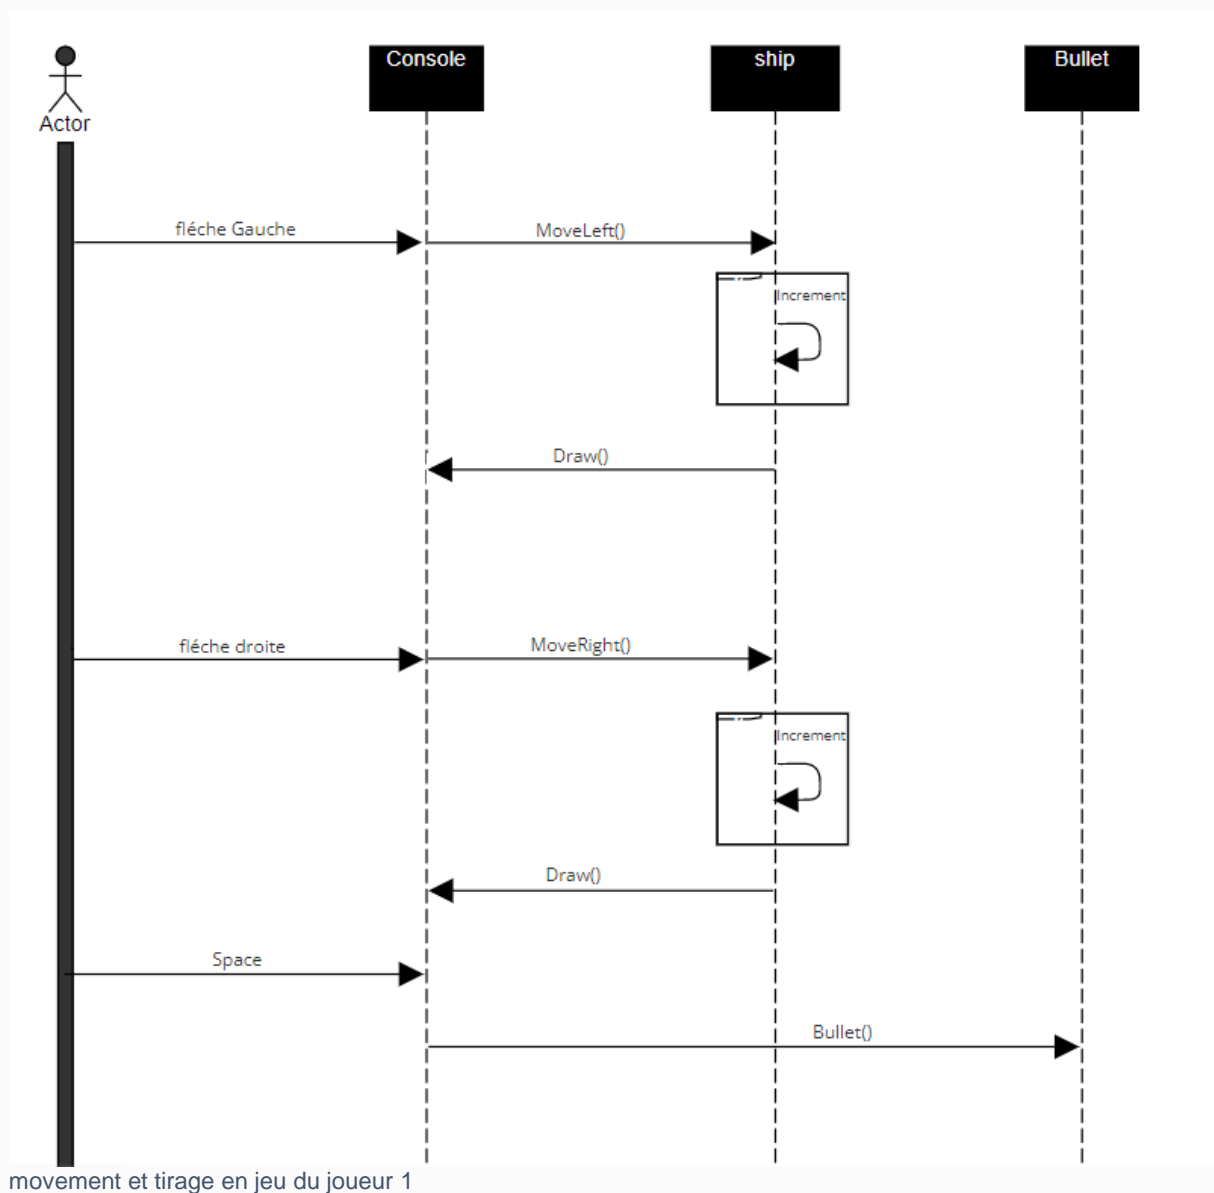 Console
ship
Bullet
Actor
fléche Gauche
MoveLeft()
Increment
Draw()
fléche droite
MoveRight()
Increment
Draw()
Space
Bullet()
movement et tirage en jeu du joueur 1